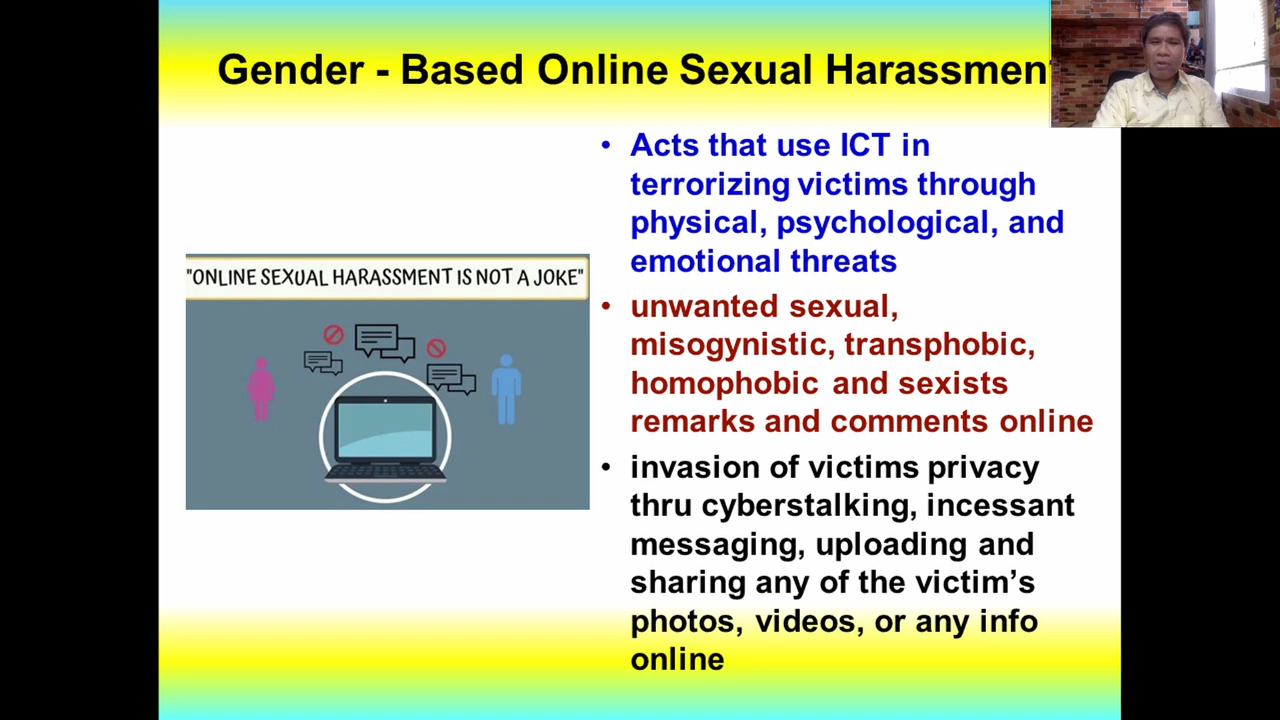 Gender - Based Online Sexual Harassment
• Acts that use ICT in
terrorizing victims through
physical, psychological, and
emotional threats
"ONLINE SEXUAL HARASSMENT IS NOT A JOKE"
• unwanted sexual,
misogynistic, transphobic,
homophobic and sexists
remarks and comments online
• invasion of victims privacy
thru cyberstalking, incessant
messaging, uploading and
sharing any of the victim’s
photos, videos, or any info
online